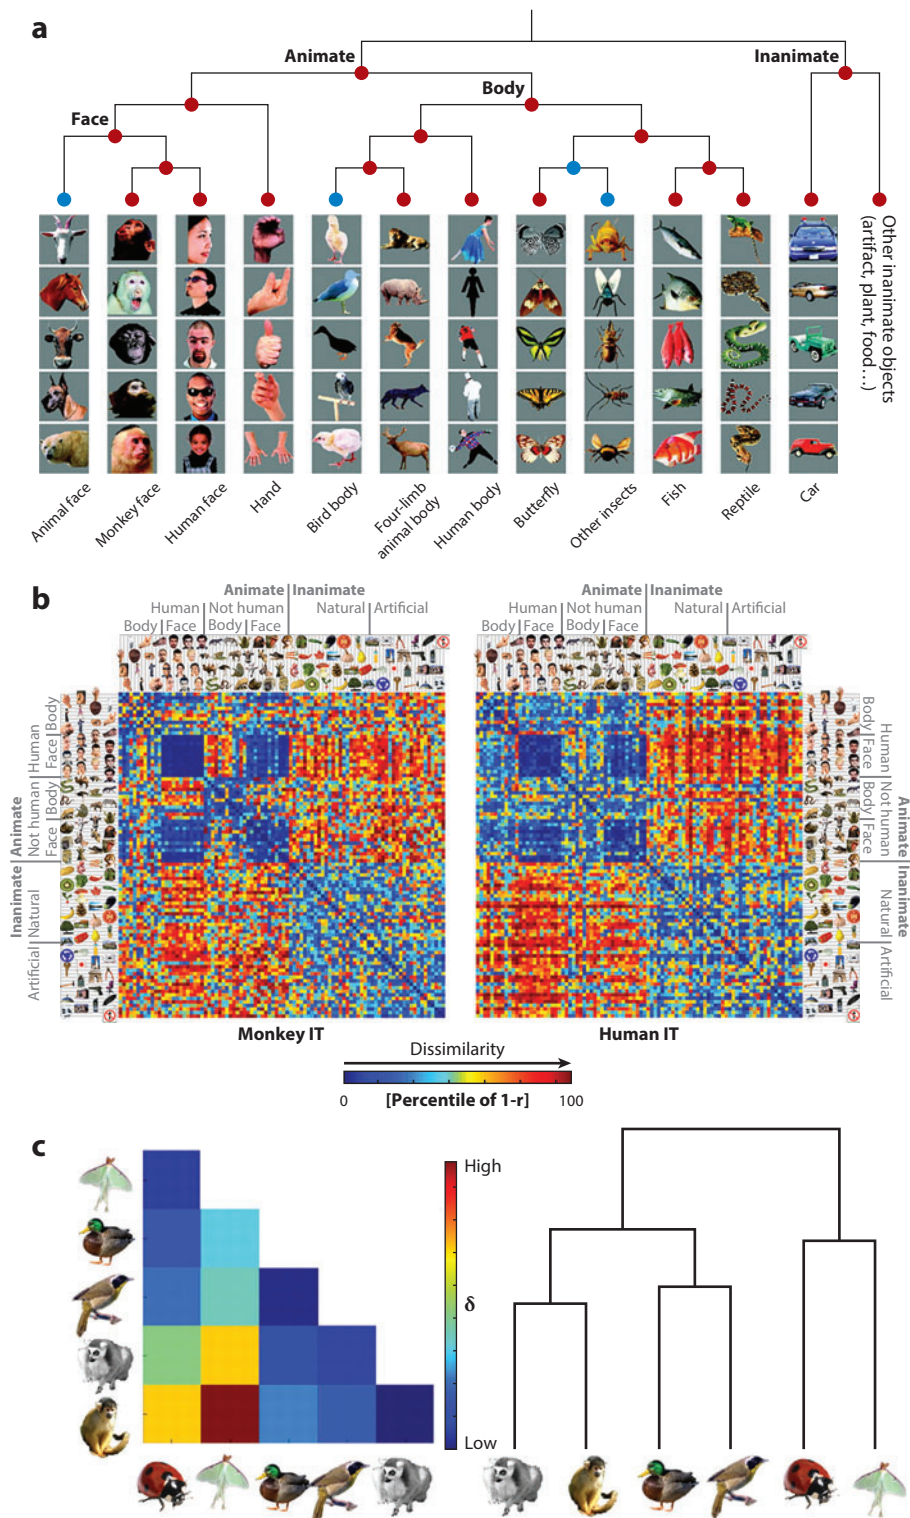 a
Animate
Inanimate
Body
Face
Other inanimate objects
(artifact, plant, food...)
Animal face
Monkey face
Human face
Hand
Bird body
Four-limb
animal body
Human body
Butterfly
Other insects
Fish
Reptile
Car
b
Animate Inanimate
Human Not human Natural Artificial
Body Face Body Face
Animate Inanimate
Human Not human Natural Artificial
Body Face Body Face
Inanimate Animate
Artificial Natural Not human Human
Face Body Face Body
Body Face Body Face
Human Not human Natural Artificial
Animate Inanimate
Monkey IT
Human IT
Dissimilarity
0 [Percentile of 1-r] 100
c
High
δ
Low